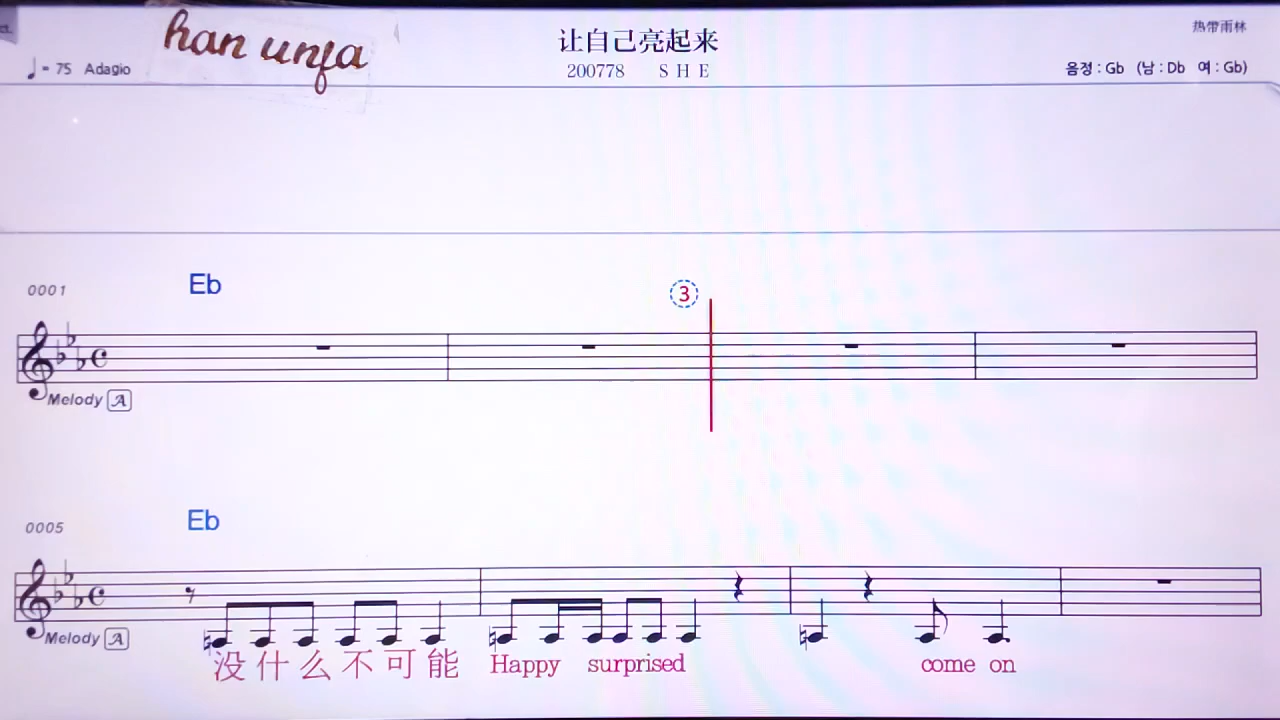 han unfa
让自己亮起来
热带雨林
♩= 75 Adagio
200778 S H E
음정 : Gb (남 : Db 여 : Gb)
0001
Eb
3
Melody A
0005
Eb
Melody A
没什么不可能 Happy surprised come on